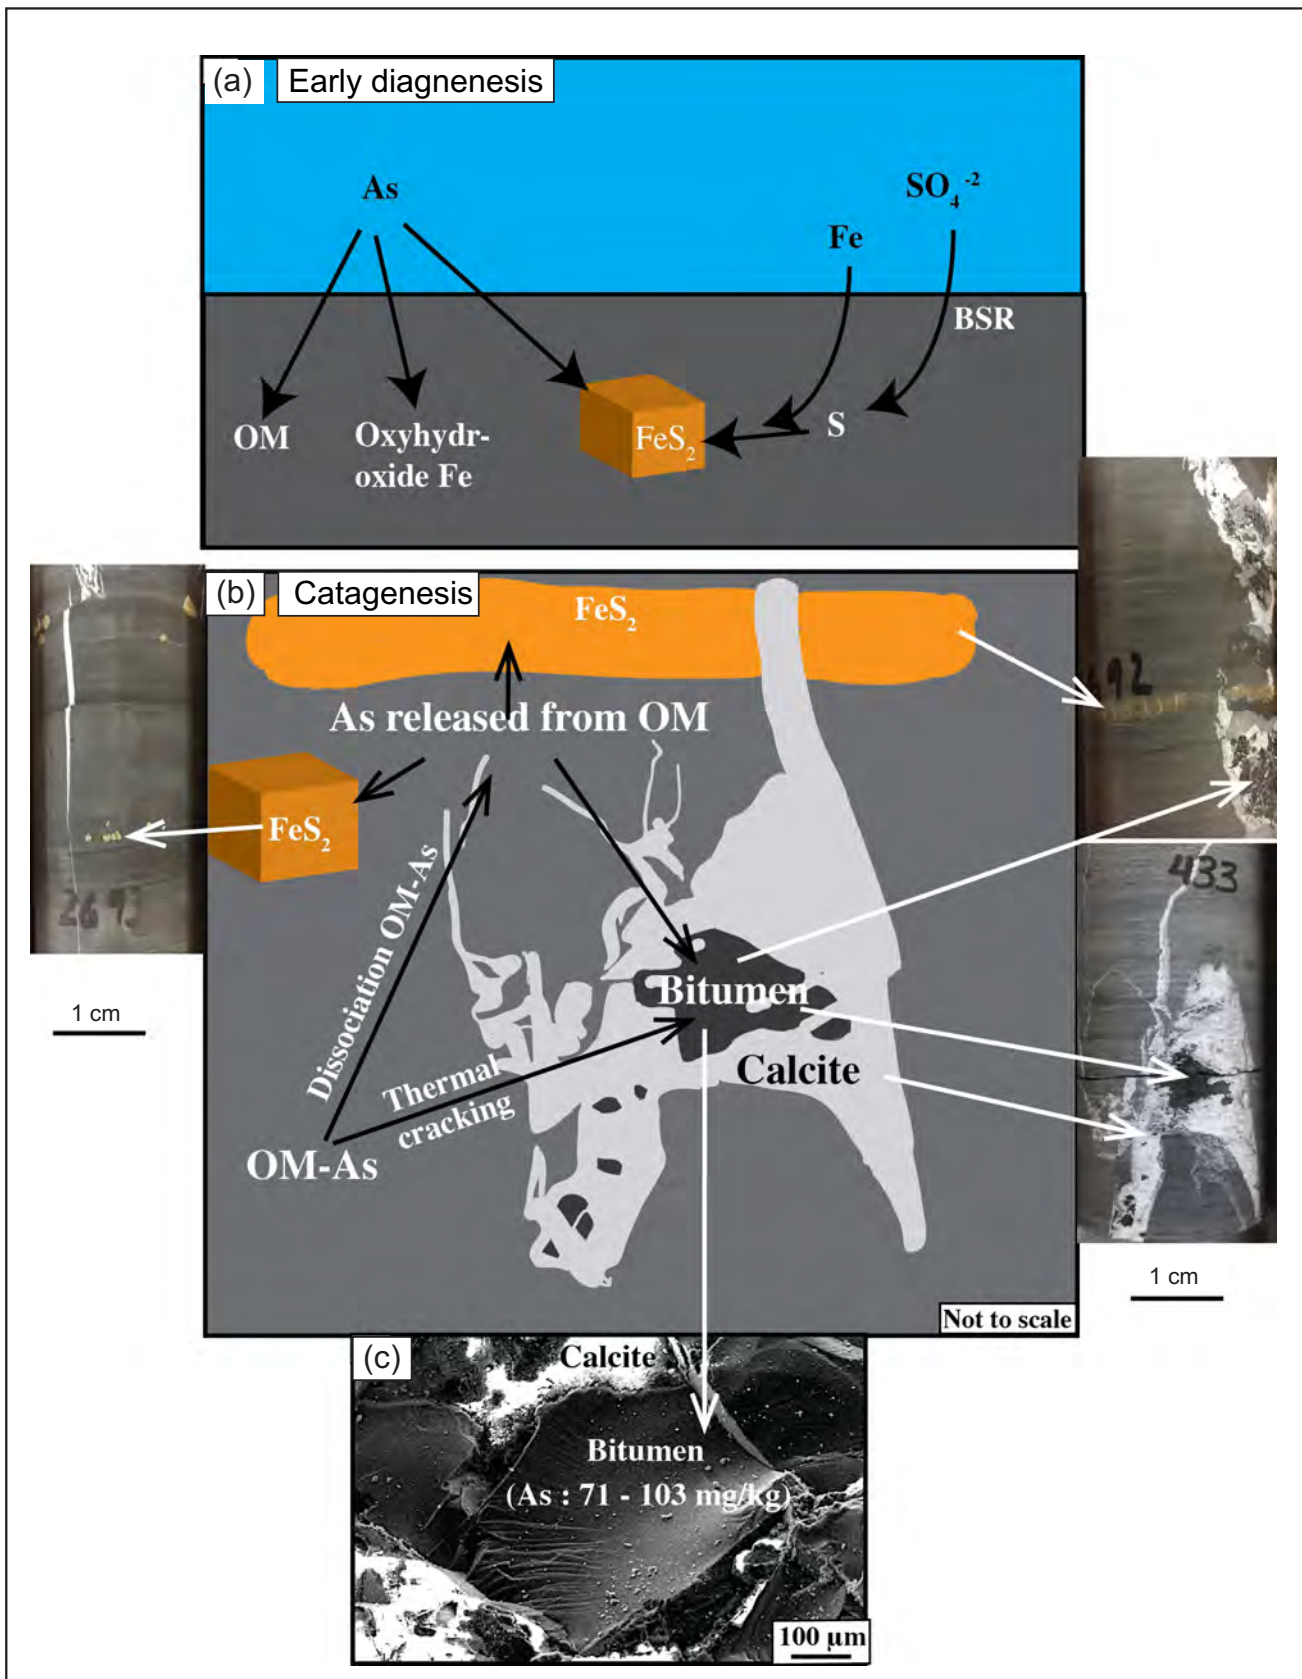 (a)
Early diagnenesis
As
SO₄⁻²
Fe
BSR
OM
Oxyhydr-
oxide Fe
FeS₂
S
(b)
Catagenesis
FeS₂
As released from OM
FeS₂
Dissociation OM-As
Thermal
cracking
OM-As
Bitumen
Calcite
Not to scale
492
433
1 cm
1 cm
(c)
Calcite
Bitumen
(As : 71 - 103 mg/kg)
100 µm